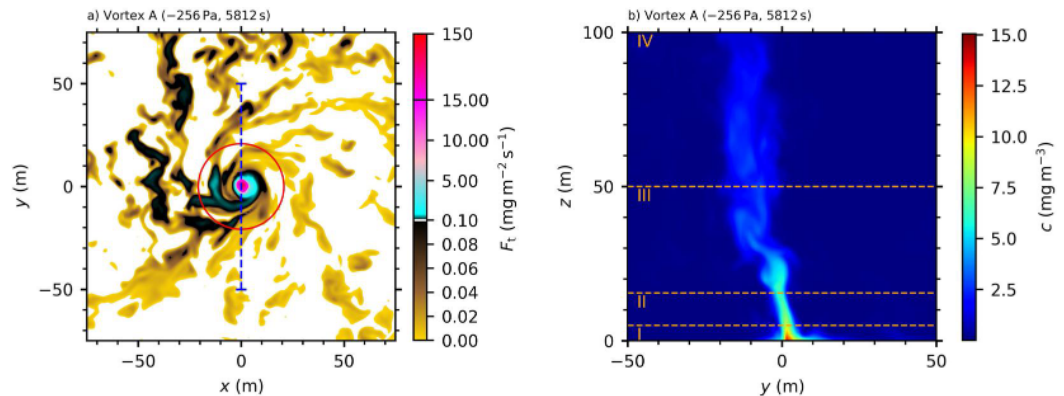 a) Vortex A (−256 Pa, 5812 s)
50
0
−50
y (m)
−50
0
50
x (m)
150
15.00
10.00
5.00
0.10
0.08
0.06
0.04
0.02
0.00
Fₜ (mg m⁻² s⁻¹)
b) Vortex A (−256 Pa, 5812 s)
100
50
0
z (m)
IV
III
II
I
−50
0
50
y (m)
15.0
12.5
10.0
7.5
5.0
2.5
c (mg m⁻³)